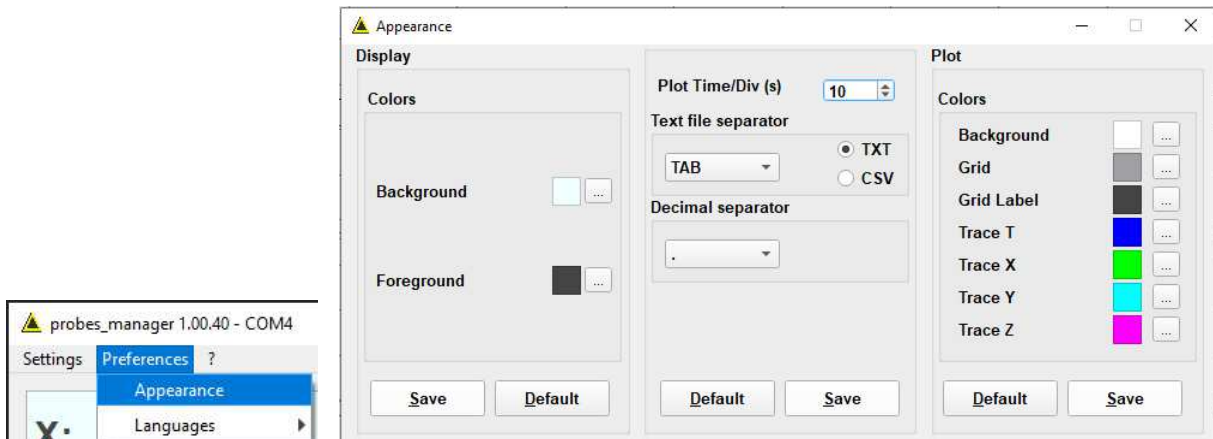 probes_manager 1.00.40 - COM4
Settings Preferences ?
Appearance
Languages
X:
Appearance
Display
Colors
Background
...
Foreground
...
Save Default
Plot Time/Div (s) 10
Text file separator
TAB
TXT
CSV
Decimal separator
.
Default Save
Plot
Colors
Background ...
Grid ...
Grid Label ...
Trace T ...
Trace X ...
Trace Y ...
Trace Z ...
Default Save